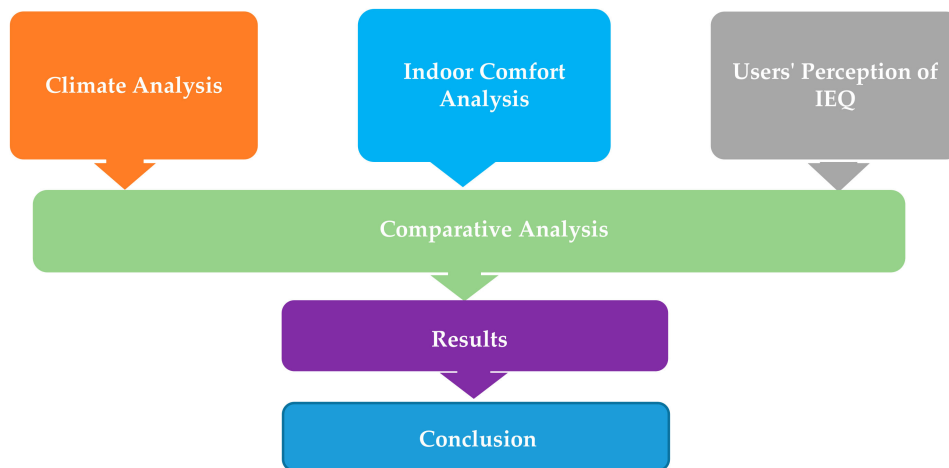 Climate Analysis
Indoor Comfort
Analysis
Users' Perception of
IEQ
Comparative Analysis
Results
Conclusion